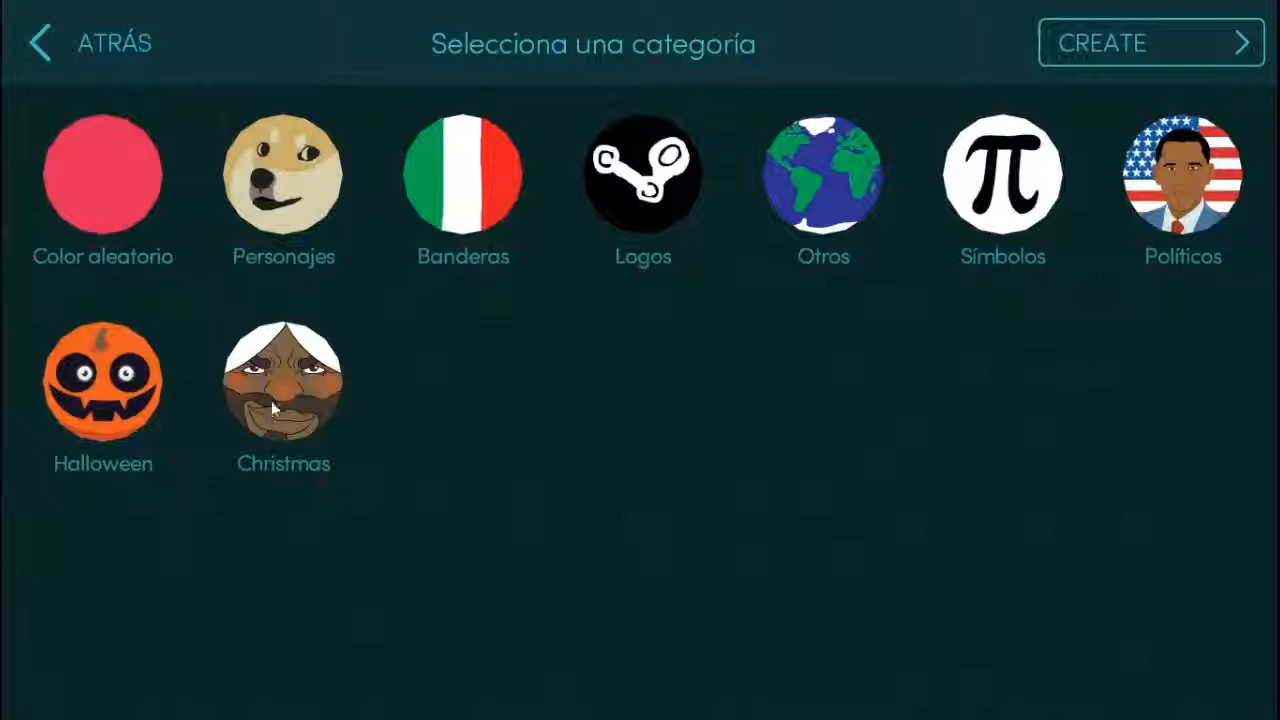 ATRÁS
Selecciona una categoría
CREATE
Color aleatorio
Personajes
Banderas
Logos
Otros
Símbolos
Políticos
Halloween
Christmas